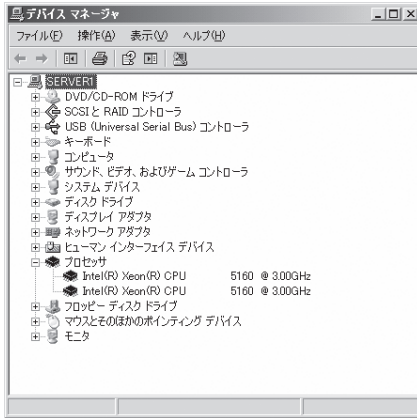 デバイス マネージャ
ファイル(F) 操作(A) 表示(V) ヘルプ(H)
SERVER1
DVD/CD-ROM ドライブ
SCSI と RAID コントローラ
USB (Universal Serial Bus) コントローラ
キーボード
コンピュータ
サウンド、ビデオ、およびゲーム コントローラ
システム デバイス
ディスク ドライブ
ディスプレイ アダプタ
ネットワーク アダプタ
ヒューマン インターフェイス デバイス
プロセッサ
Intel(R) Xeon(R) CPU 5160 @ 3.00GHz
Intel(R) Xeon(R) CPU 5160 @ 3.00GHz
フロッピー ディスク ドライブ
マウスとそのほかのポインティング デバイス
モニタ